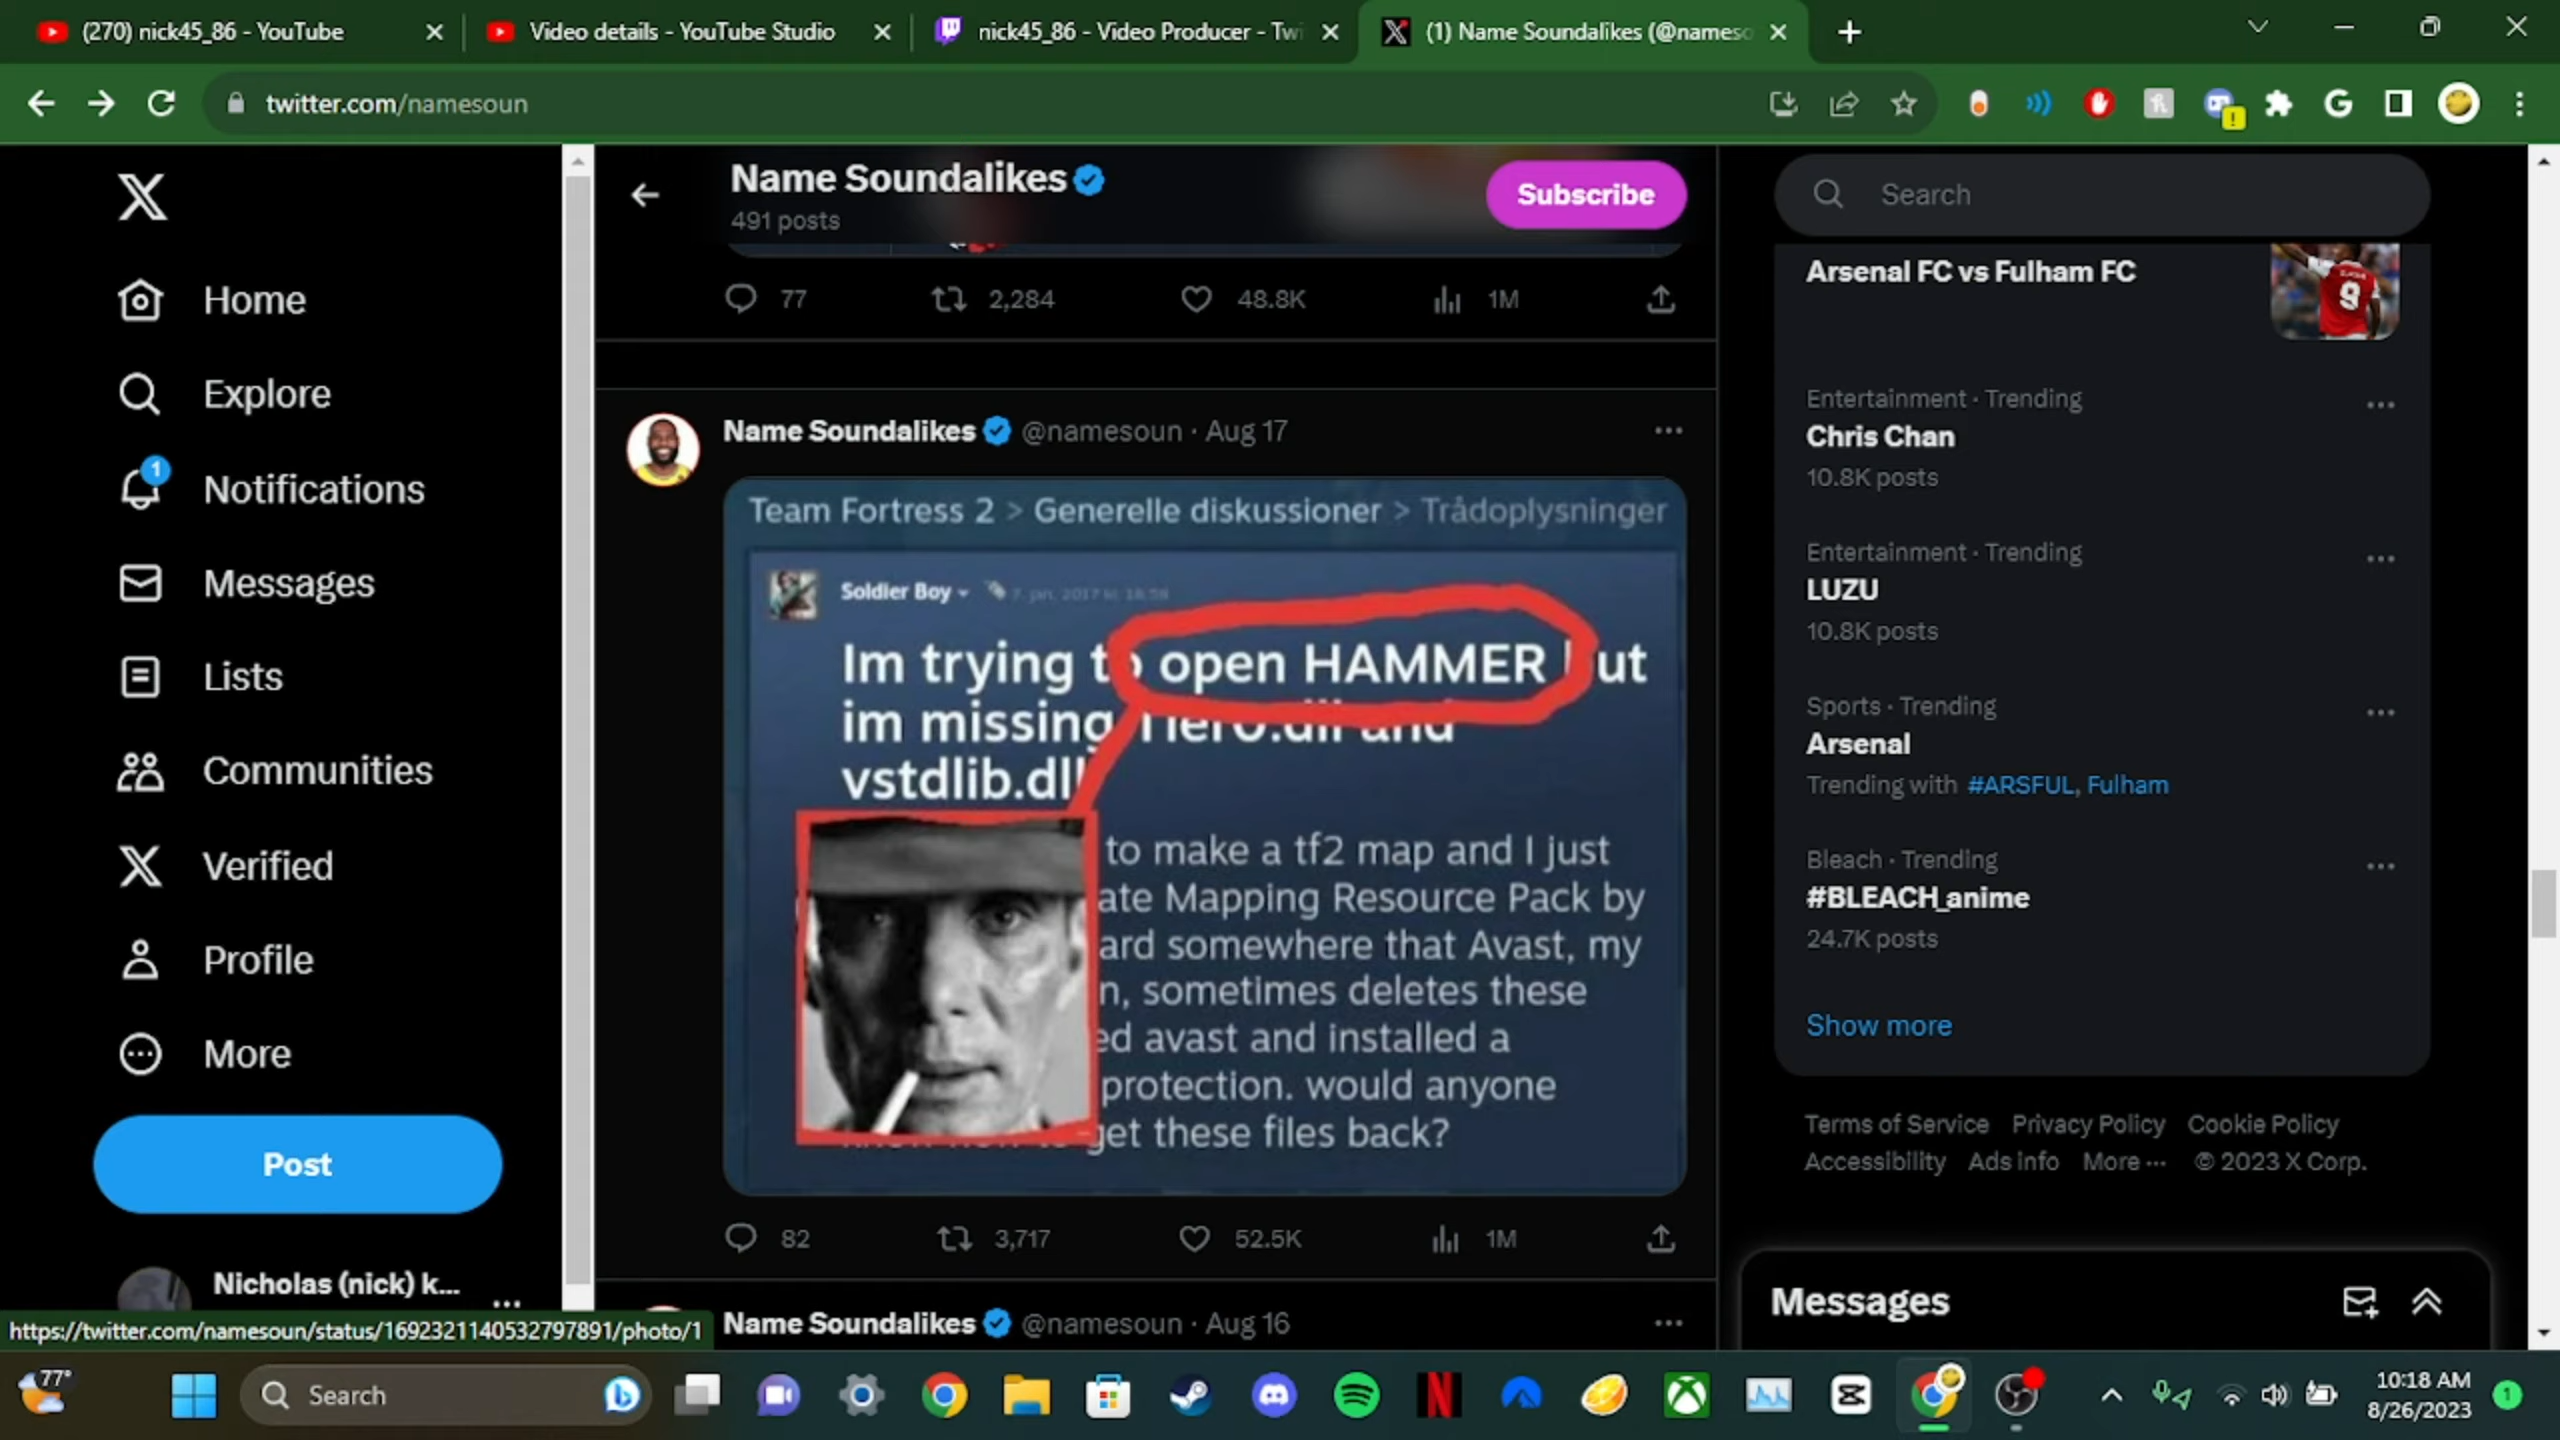 (270) nick45_86 - YouTube
Video details - YouTube Studio
nick45_86 - Video Producer - Twi
(1) Name Soundalikes (@nameso
twitter.com/namesoun
Home
Explore
1
Notifications
Messages
Lists
Communities
Verified
Profile
More
Post
Nicholas (nick) k...
https://twitter.com/namesoun/status/1692321140532797891/photo/1
Name Soundalikes
491 posts
Subscribe
77 2,284 48.8K 1M
Name Soundalikes @namesoun · Aug 17
Team Fortress 2 > Generelle diskussioner > Trådoplysninger
Soldier Boy
Im trying to open HAMMER but
im missing Hero.dll and
vstdlib.dll
to make a tf2 map and I just
ate Mapping Resource Pack by
ard somewhere that Avast, my
n, sometimes deletes these
ed avast and installed a
protection. would anyone
get these files back?
82 3,717 52.5K 1M
Name Soundalikes @namesoun · Aug 16
Search
Arsenal FC vs Fulham FC
9
Entertainment · Trending
Chris Chan
10.8K posts
Entertainment · Trending
LUZU
10.8K posts
Sports · Trending
Arsenal
Trending with #ARSFUL, Fulham
Bleach · Trending
#BLEACH_anime
24.7K posts
Show more
Terms of Service Privacy Policy Cookie Policy
Accessibility Ads info More ··· © 2023 X Corp.
Messages
77°
Search
10:18 AM
8/26/2023
1